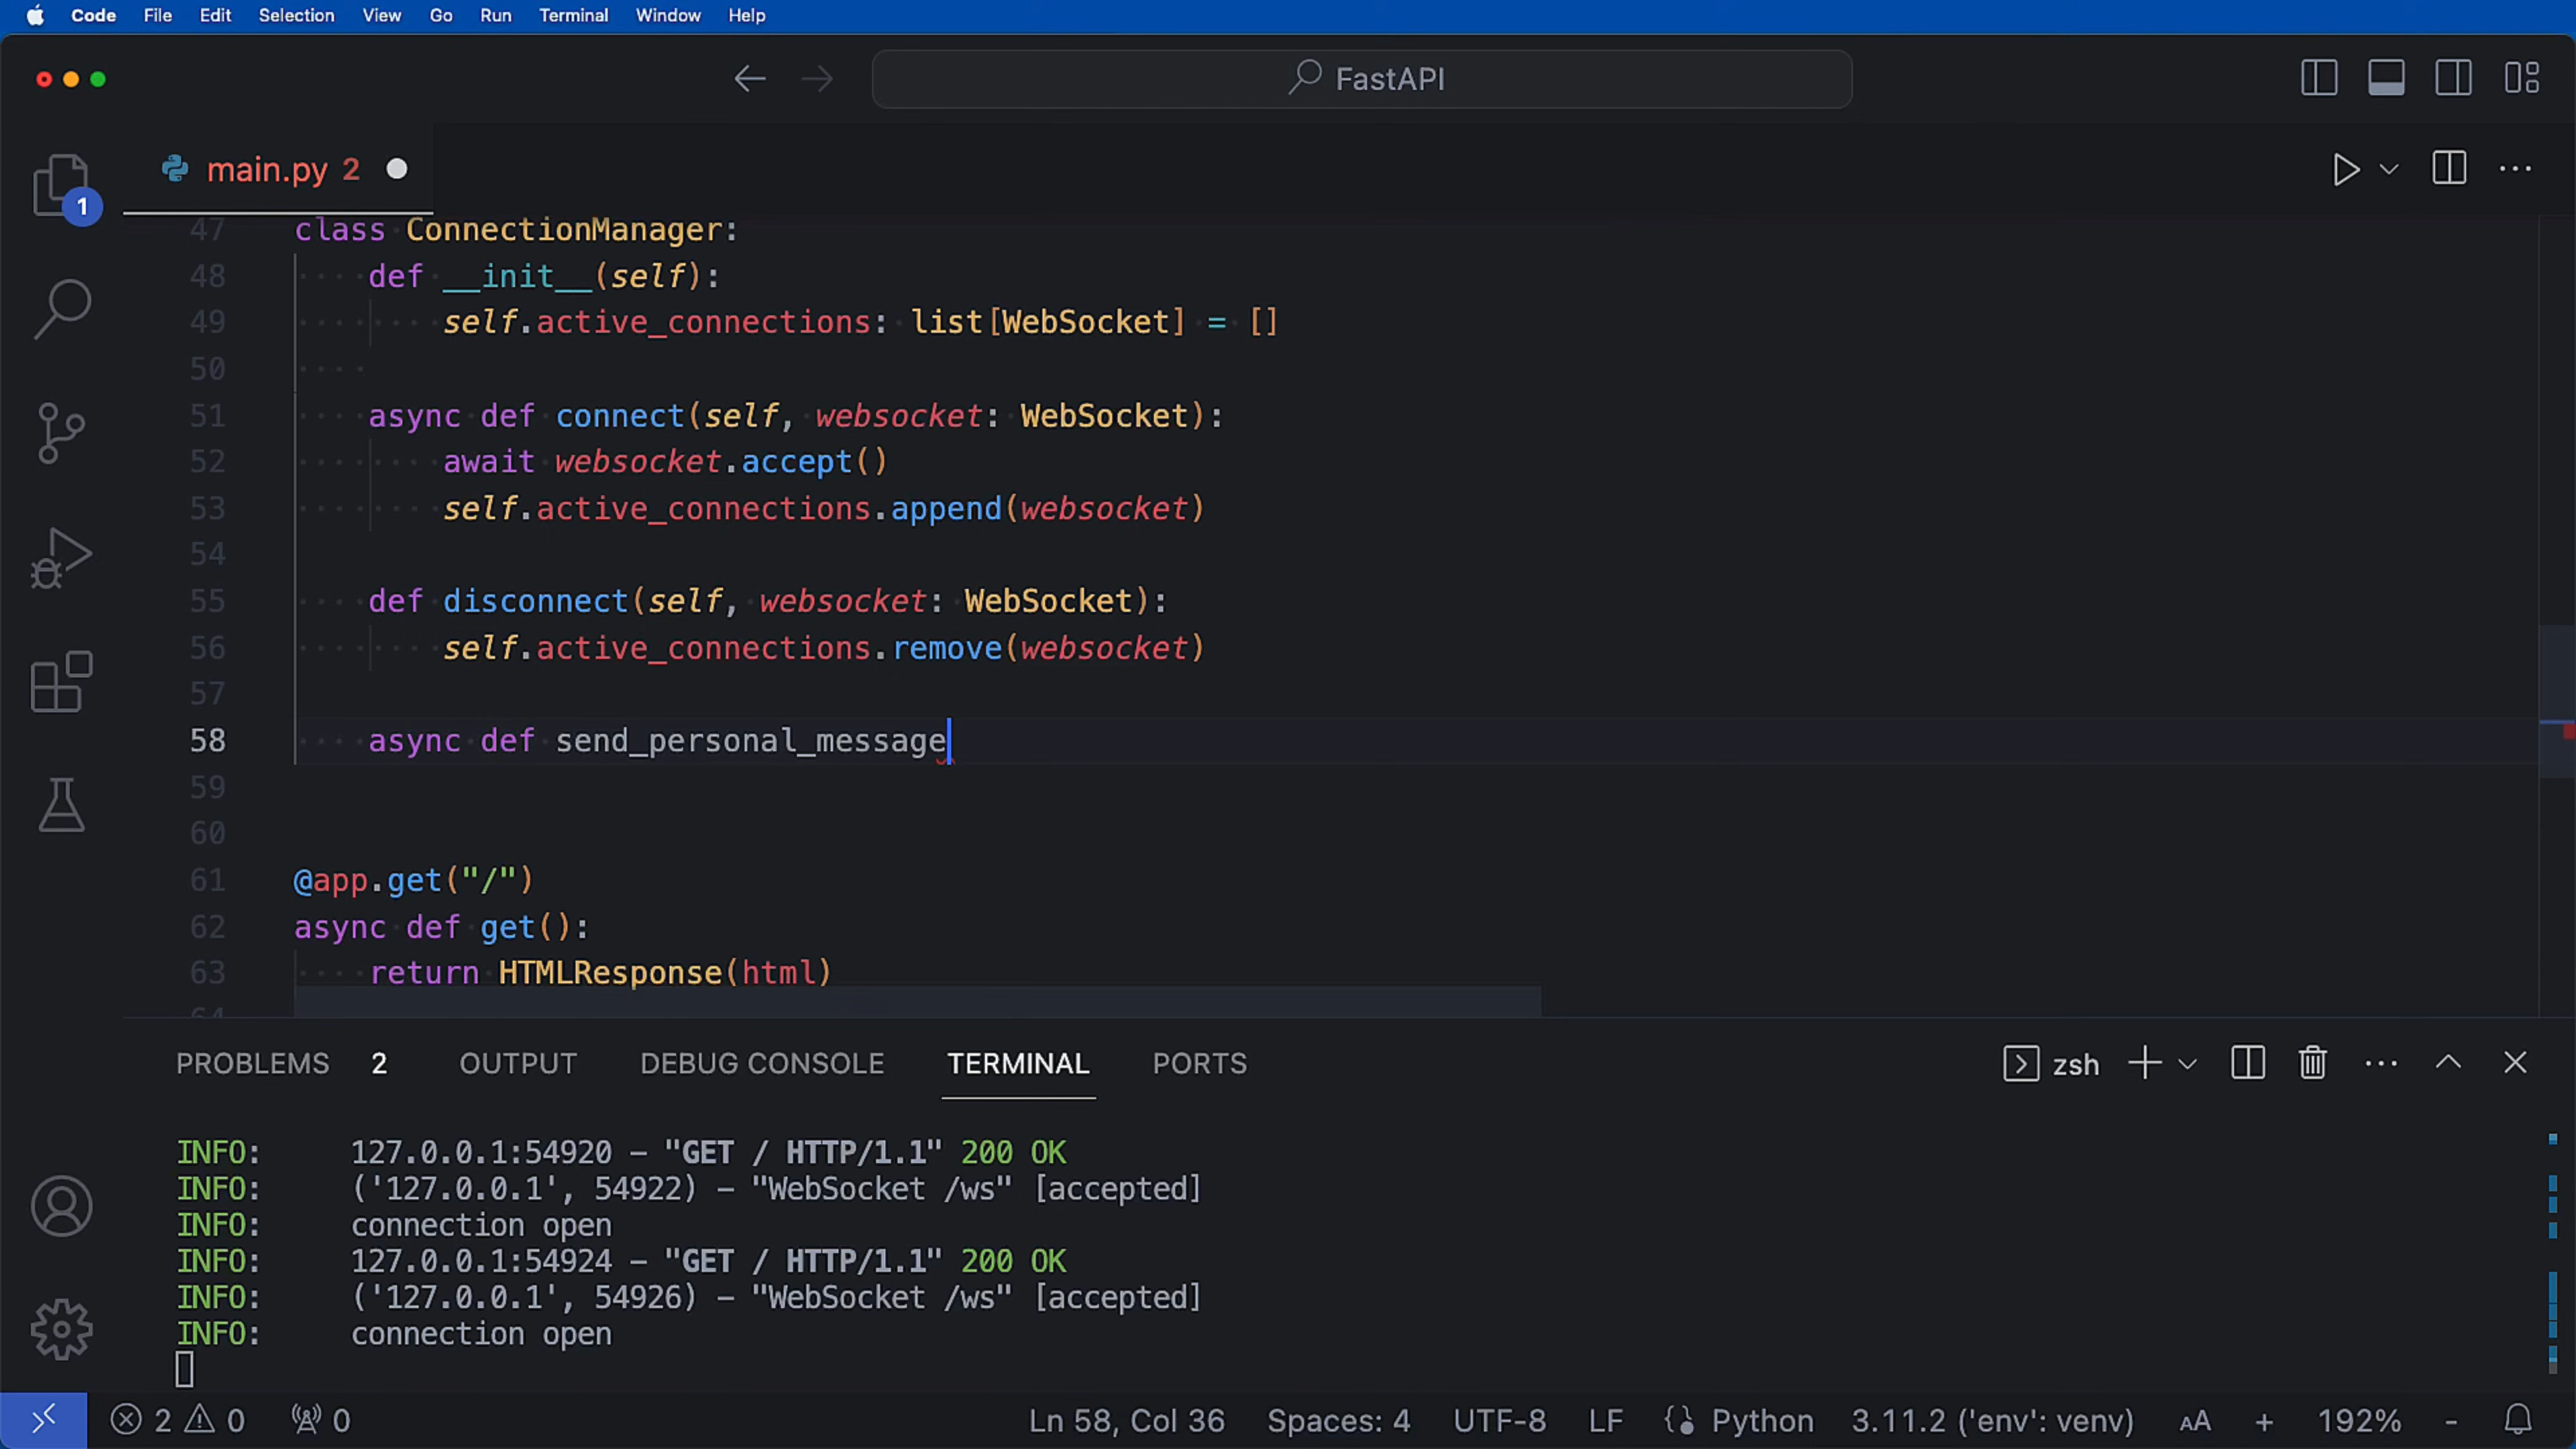 Code File Edit Selection View Go Run Terminal Window Help
FastAPI
main.py 2
1
47 class ConnectionManager:
48 def __init__(self):
49 self.active_connections: list[WebSocket] = []
50
51 async def connect(self, websocket: WebSocket):
52 await websocket.accept()
53 self.active_connections.append(websocket)
54
55 def disconnect(self, websocket: WebSocket):
56 self.active_connections.remove(websocket)
57
58 async def send_personal_message
59
60
61 @app.get("/")
62 async def get():
63 return HTMLResponse(html)
64
PROBLEMS 2 OUTPUT DEBUG CONSOLE TERMINAL PORTS zsh
INFO: 127.0.0.1:54920 – "GET / HTTP/1.1" 200 OK
INFO: ('127.0.0.1', 54922) – "WebSocket /ws" [accepted]
INFO: connection open
INFO: 127.0.0.1:54924 – "GET / HTTP/1.1" 200 OK
INFO: ('127.0.0.1', 54926) – "WebSocket /ws" [accepted]
INFO: connection open
2 0 0 Ln 58, Col 36 Spaces: 4 UTF-8 LF Python 3.11.2 ('env': venv) AA + 192% -